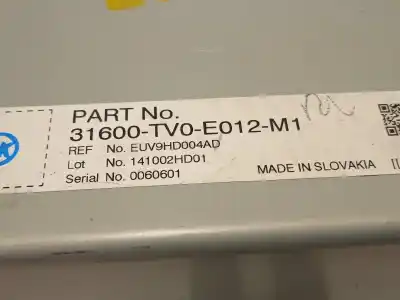 PART No.
31600-TV0-E012-M1
REF No. EUV9HD004AD
Lot No. 141002HD01
Serial No. 0060601
MADE IN SLOVAKIA